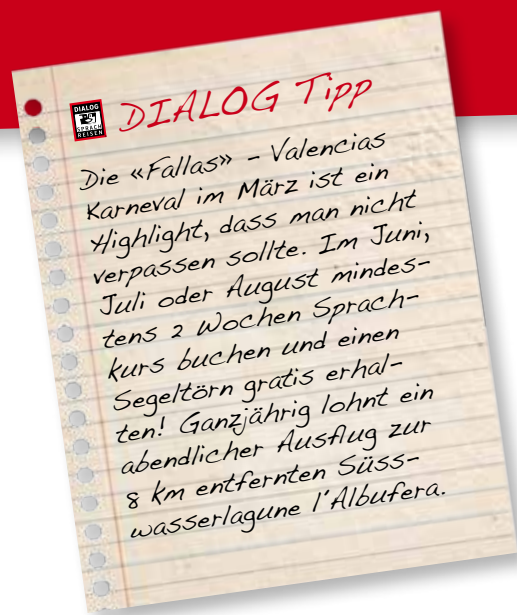 DIALOG
SPRACH
REISEN
DIALOG Tipp
Die «Fallas» – Valencias
Karneval im März ist ein
Highlight, dass man nicht
verpassen sollte. Im Juni,
Juli oder August mindes-
tens 2 Wochen Sprach-
kurs buchen und einen
Segeltörn gratis erhal-
ten! Ganzjährig lohnt ein
abendlicher Ausflug zur
8 km entfernten Süss-
wasserlagune l'Albufera.